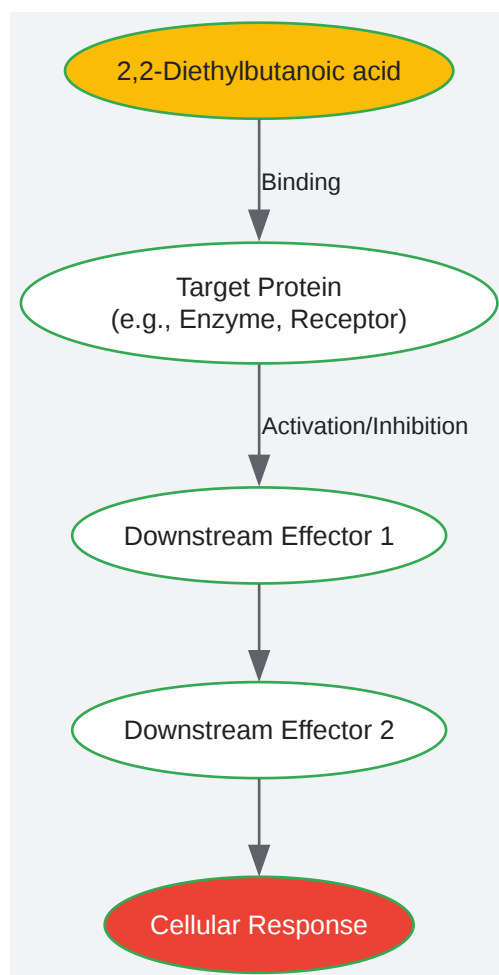 2,2-Diethylbutanoic acid
Binding
Target Protein
(e.g., Enzyme, Receptor)
Activation/Inhibition
Downstream Effector 1
Downstream Effector 2
Cellular Response